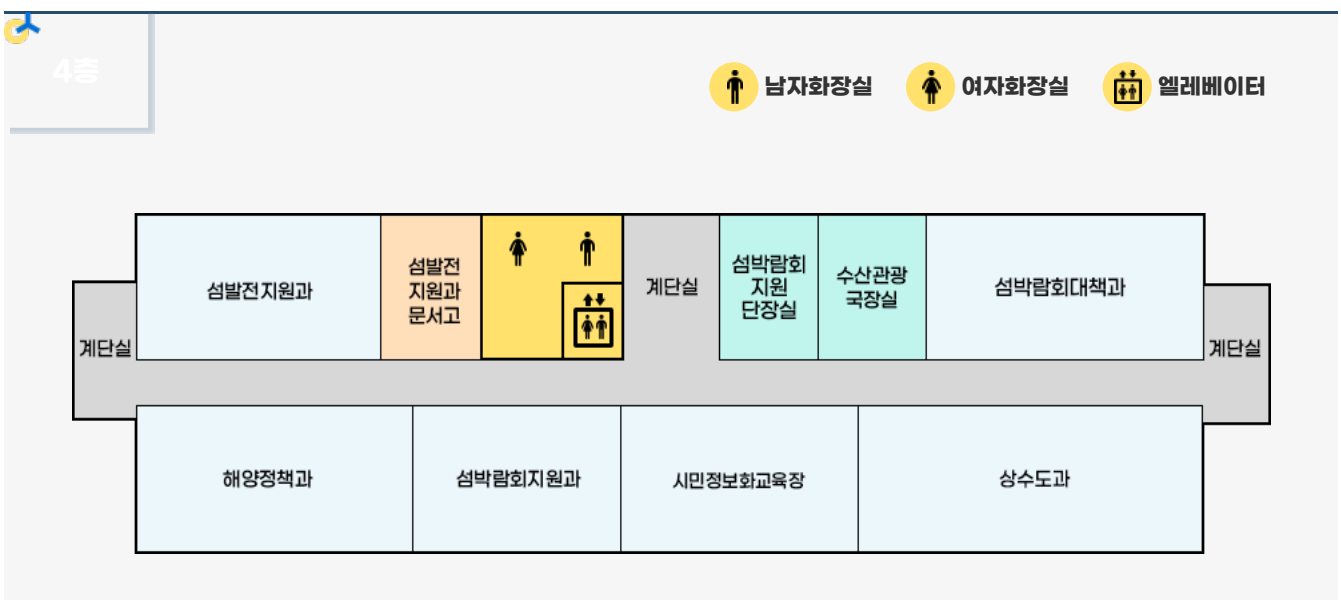 4층
남자화장실
여자화장실
엘레베이터
섬발전지원과
섬발전
지원과
문서고
계단실
섬박람회
지원
단장실
수산관광
국장실
섬박람회대책과
계단실
계단실
해양정책과
섬박람회지원과
시민정보화교육장
상수도과